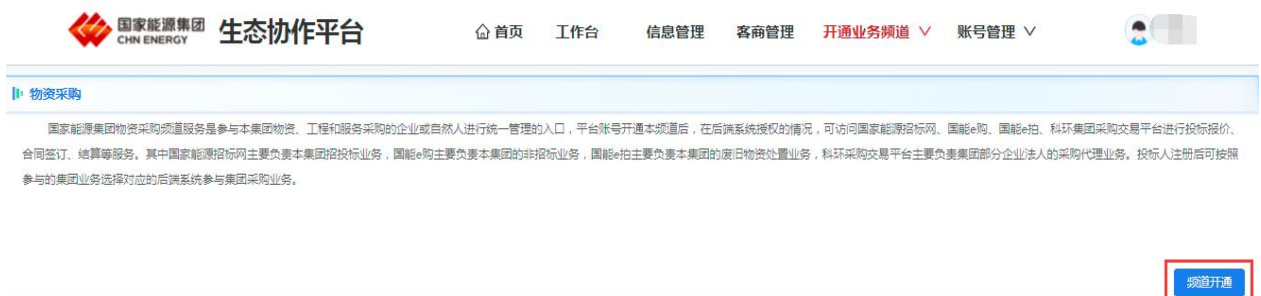 国家能源集团
CHN ENERGY
生态协作平台
首页 工作台 信息管理 客商管理 开通业务频道 账号管理
物资采购
国家能源集团物资采购频道服务是参与本集团物资、工程和服务采购的企业或自然人进行统一管理的入口，平台账号开通本频道后，在后端系统授权的情况，可访问国家能源招标网、国能e购、国能e拍、科环集团采购交易平台进行投标报价、
合同签订、结算等服务。其中国家能源招标网主要负责本集团招投标业务，国能e购主要负责本集团的非招标业务，国能e拍主要负责本集团的废旧物资处置业务，科环采购交易平台主要负责集团部分企业法人的采购代理业务。投标人注册后可按照
参与的集团业务选择对应的后端系统参与集团采购业务。
频道开通